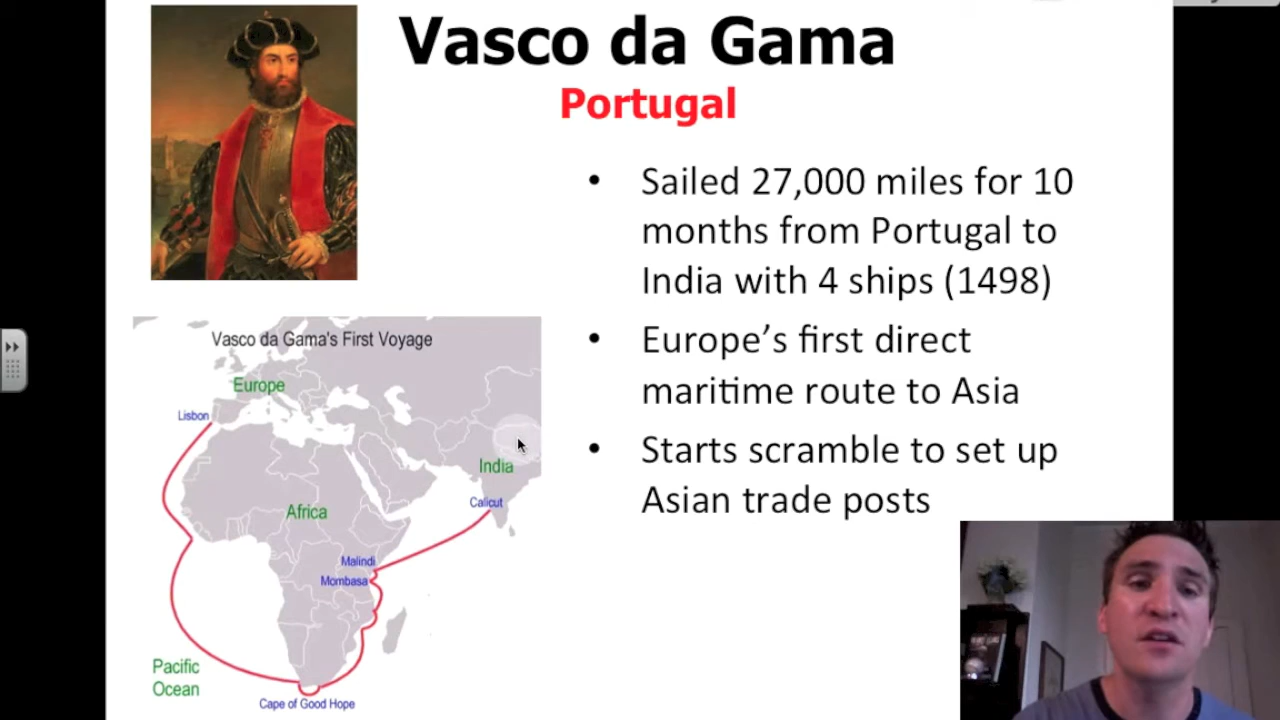 Vasco da Gama
Portugal
• Sailed 27,000 miles for 10
months from Portugal to
India with 4 ships (1498)
• Europe's first direct
maritime route to Asia
• Starts scramble to set up
Asian trade posts
Vasco da Gama's First Voyage
Europe
Lisbon
India
Calicut
Africa
Malindi
Mombasa
Pacific
Ocean
Cape of Good Hope